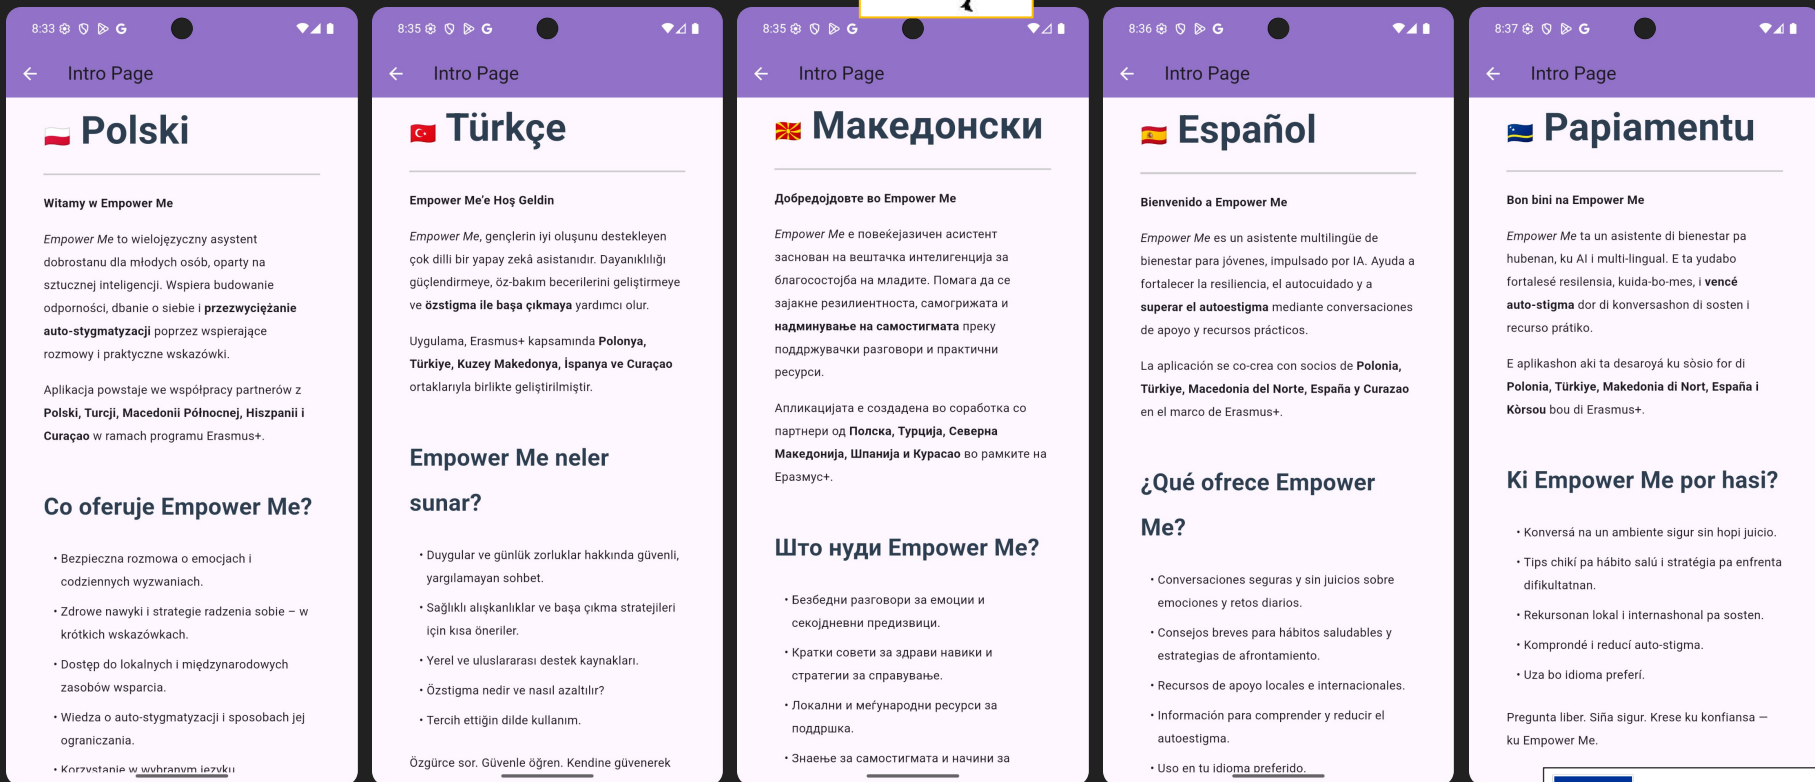 8:33
Intro Page
Polski
Witamy w Empower Me
Empower Me to wielojęzyczny asystent
dobrostanu dla młodych osób, oparty na
sztucznej inteligencji. Wspiera budowanie
odporności, dbanie o siebie i przezwyciężanie
auto-stygmatyzacji poprzez wspierające
rozmowy i praktyczne wskazówki.
Aplikacja powstaje we współpracy partnerów z
Polski, Turcji, Macedonii Północnej, Hiszpanii i
Curaçao w ramach programu Erasmus+.
Co oferuje Empower Me?
• Bezpieczna rozmowa o emocjach i
codziennych wyzwaniach.
• Zdrowe nawyki i strategie radzenia sobie – w
krótkich wskazówkach.
• Dostęp do lokalnych i międzynarodowych
zasobów wsparcia.
• Wiedza o auto-stygmatyzacji i sposobach jej
ograniczania.
• Korzystanie w wybranym języku
8:35
Intro Page
Türkçe
Empower Me'e Hoş Geldin
Empower Me, gençlerin iyi oluşunu destekleyen
çok dilli bir yapay zekâ asistanıdır. Dayanıklılığı
güçlendirmeye, öz-bakım becerilerini geliştirmeye
ve özstigma ile başa çıkmaya yardımcı olur.
Uygulama, Erasmus+ kapsamında Polonya,
Türkiye, Kuzey Makedonya, İspanya ve Curaçao
ortaklarıyla birlikte geliştirilmiştir.
Empower Me neler
sunar?
• Duygular ve günlük zorluklar hakkında güvenli,
yargılamayan sohbet.
• Sağlıklı alışkanlıklar ve başa çıkma stratejileri
için kısa öneriler.
• Yerel ve uluslararası destek kaynakları.
• Özstigma nedir ve nasıl azaltılır?
• Tercih ettiğin dilde kullanım.
Özgürce sor. Güvenle öğren. Kendine güvenerek
8:35
Intro Page
Македонски
Добредојдовте во Empower Me
Empower Me е повеќејазичен асистент
заснован на вештачка интелигенција за
благосостојба на младите. Помага да се
зајакне резилиентноста, самогрижата и
надминување на самостигмата преку
поддржувачки разговори и практични
ресурси.
Апликацијата е создадена во соработка со
партнери од Полска, Турција, Северна
Македонија, Шпанија и Курасао во рамките на
Еразмус+.
Што нуди Empower Me?
• Безбедни разговори за емоции и
секојдневни предизвици.
• Кратки совети за здрави навики и
стратегии за справување.
• Локални и меѓународни ресурси за
поддршка.
• Знаење за самостигмата и начини за
8:36
Intro Page
Español
Bienvenido a Empower Me
Empower Me es un asistente multilingüe de
bienestar para jóvenes, impulsado por IA. Ayuda a
fortalecer la resiliencia, el autocuidado y a
superar el autoestigma mediante conversaciones
de apoyo y recursos prácticos.
La aplicación se co-crea con socios de Polonia,
Türkiye, Macedonia del Norte, España y Curazao
en el marco de Erasmus+.
¿Qué ofrece Empower
Me?
• Conversaciones seguras y sin juicios sobre
emociones y retos diarios.
• Consejos breves para hábitos saludables y
estrategias de afrontamiento.
• Recursos de apoyo locales e internacionales.
• Información para comprender y reducir el
autoestigma.
• Uso en tu idioma preferido.
8:37
Intro Page
Papiamentu
Bon bini na Empower Me
Empower Me ta un asistente di bienestar pa
hubenan, ku AI i multi-lingual. E ta yudabo
fortalesé resilensia, kuida-bo-mes, i vencé
auto-stigma dor di konversashon di sosten i
recurso prátiko.
E aplikashon aki ta desaroyá ku sòsio for di
Polonia, Türkiye, Makedonia di Nort, España i
Kòrsou bou di Erasmus+.
Ki Empower Me por hasi?
• Konversá na un ambiente sigur sin hopi juicio.
• Tips chikí pa hábito salú i stratégia pa enfrenta
difikultatnan.
• Rekursonan lokal i internashonal pa sosten.
• Komprondé i reducí auto-stigma.
• Uza bo idioma preferí.
Pregunta liber. Siña sigur. Krese ku konfiansa —
ku Empower Me.